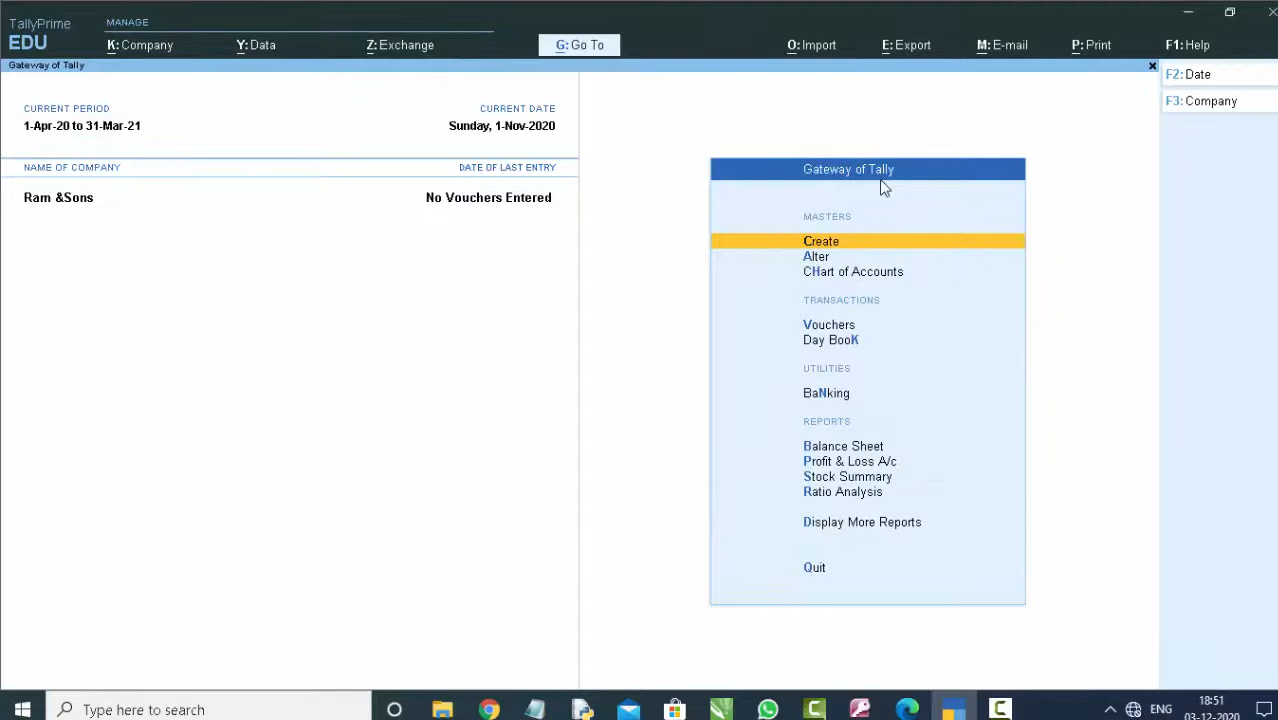 TallyPrime
EDU
MANAGE
K: Company
Y: Data
Z: Exchange
G: Go To
O: Import
E: Export
M: E-mail
P: Print
F1: Help
Gateway of Tally
F2: Date
F3: Company
CURRENT PERIOD
CURRENT DATE
1-Apr-20 to 31-Mar-21
Sunday, 1-Nov-2020
NAME OF COMPANY
DATE OF LAST ENTRY
Ram &Sons
No Vouchers Entered
Gateway of Tally
MASTERS
Create
Alter
CHart of Accounts
TRANSACTIONS
Vouchers
Day BooK
UTILITIES
BaNking
REPORTS
Balance Sheet
Profit & Loss A/c
Stock Summary
Ratio Analysis
Display More Reports
Quit
Type here to search
ENG
18:51
03-12-2020